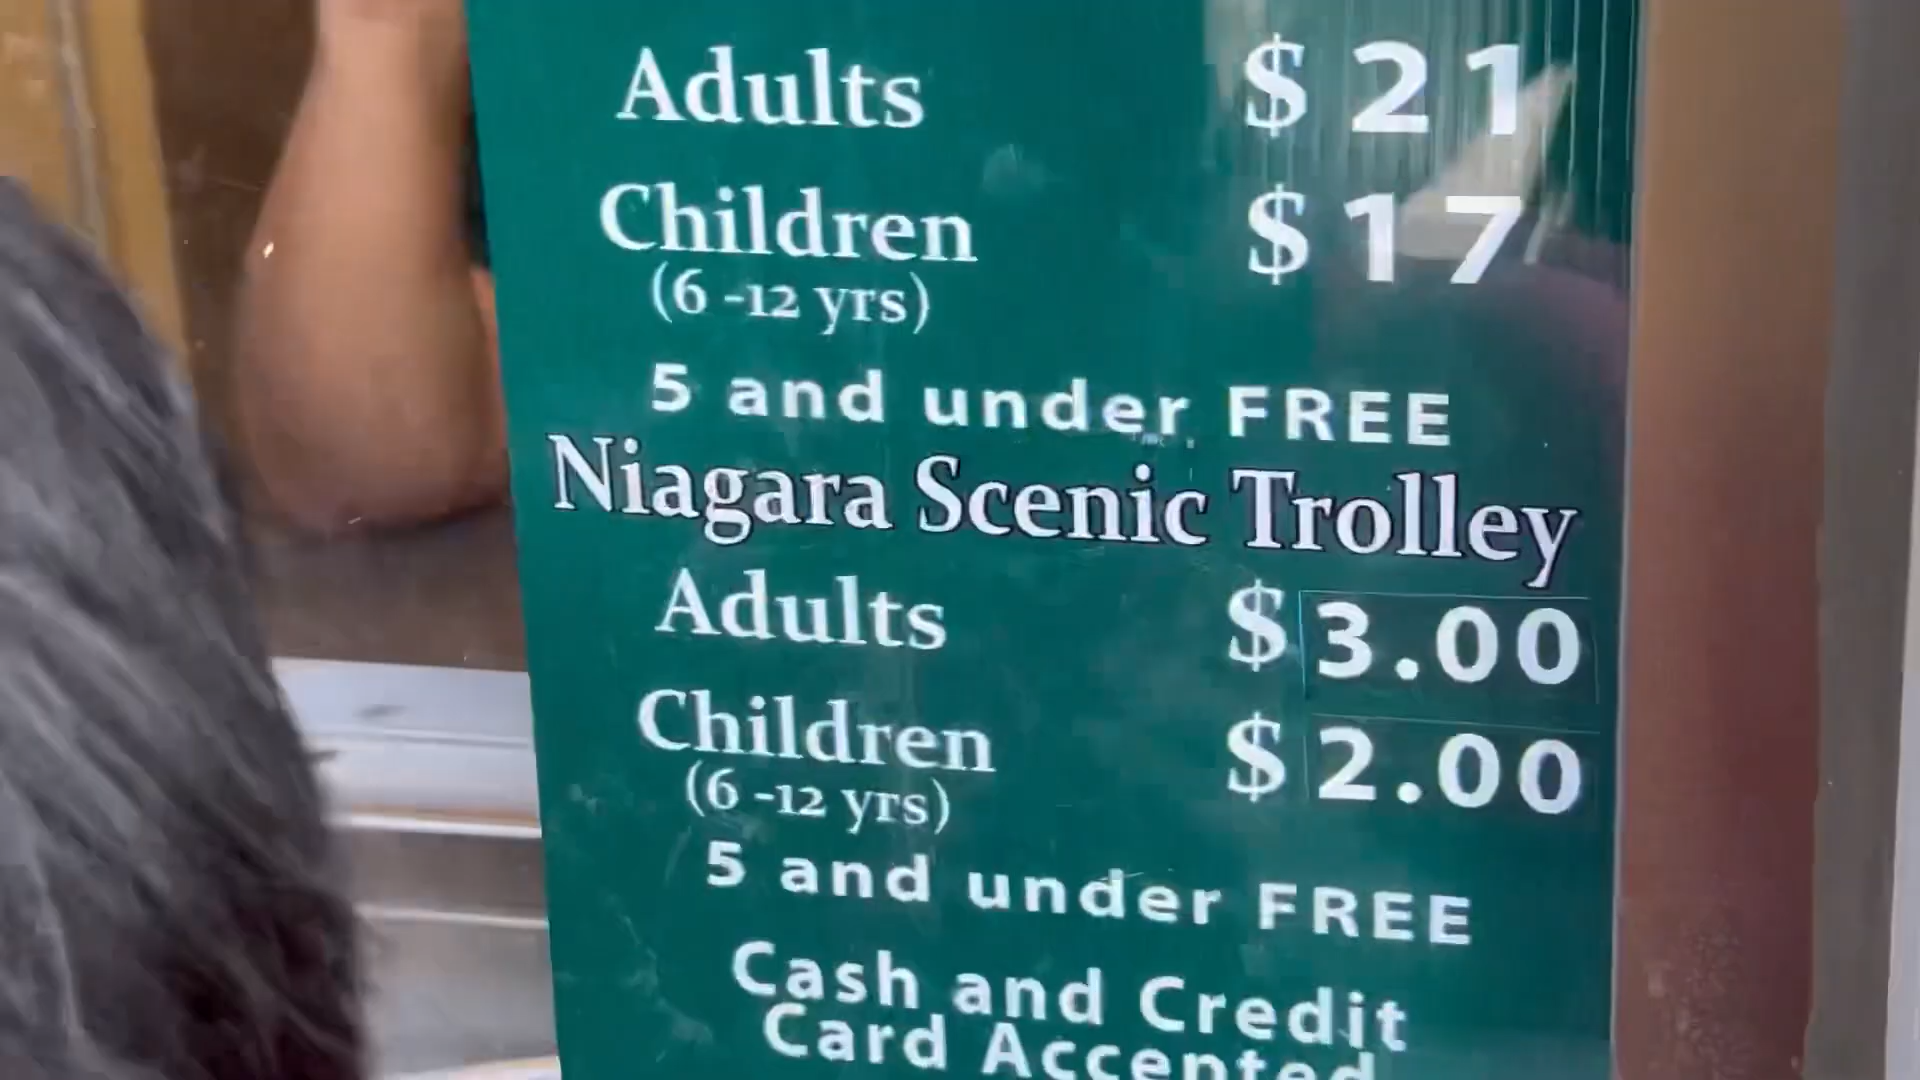 Adults $21
Children $17
(6 -12 yrs)
5 and under FREE
Niagara Scenic Trolley
Adults $3.00
Children $2.00
(6 -12 yrs)
5 and under FREE
Cash and Credit
Card Accepted